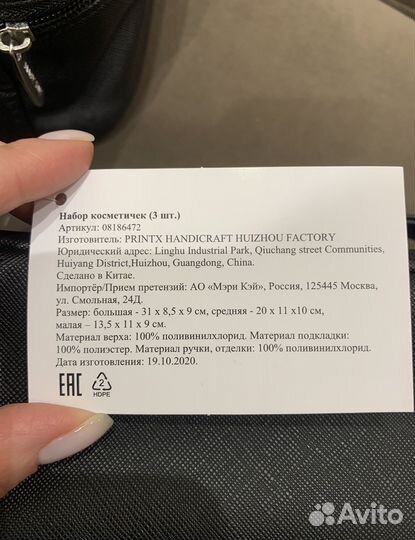 Набор косметичек (3 шт.)
Артикул: 08186472
Изготовитель: PRINTX HANDICRAFT HUIZHOU FACTORY
Юридический адрес: Linghu Industrial Park, Qiuchang street Communities,
Huiyang District,Huizhou, Guangdong, China.
Сделано в Китае.
Импортёр/Прием претензий: АО «Мэри Кэй», Россия, 125445 Москва,
ул. Смольная, 24Д.
Размер: большая - 31 х 8,5 х 9 см, средняя - 20 х 11 х10 см,
малая – 13,5 х 11 х 9 см.
Материал верха: 100% поливинилхлорид. Материал подкладки:
100% полиэстер. Материал ручки, отделки: 100% поливинилхлорид.
Дата изготовления: 19.10.2020.
EAC
2
HDPE
Avito